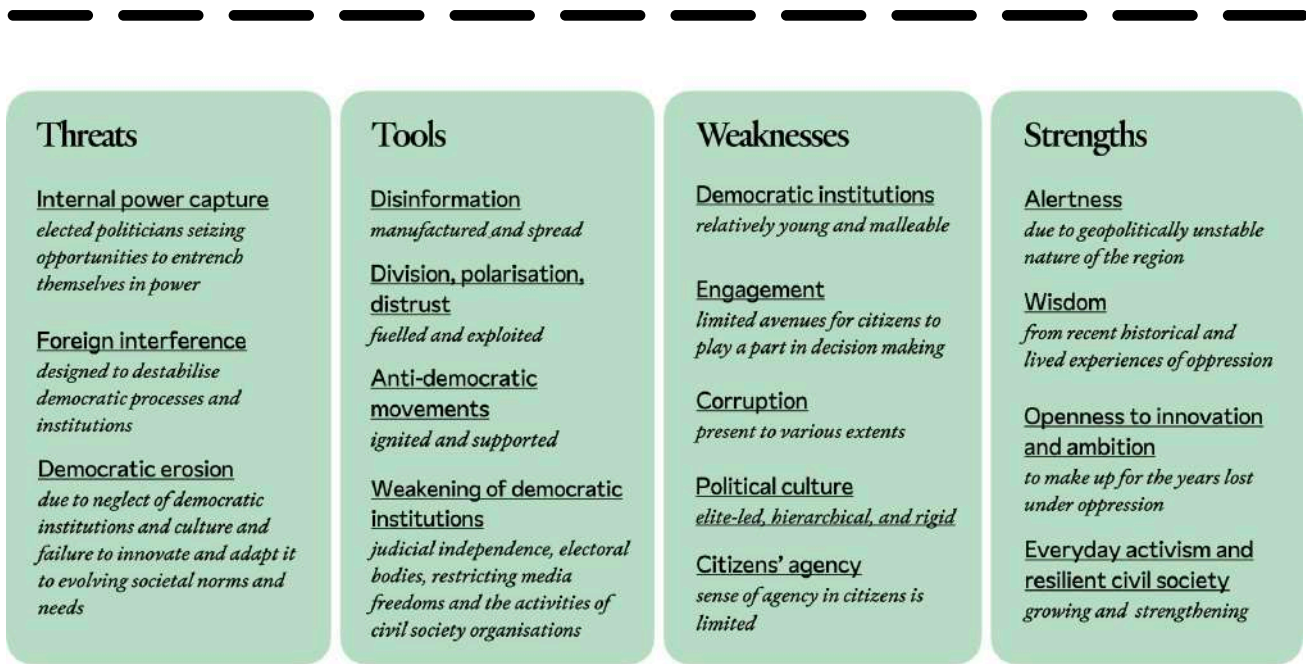 Threats
Internal power capture
elected politicians seizing
opportunities to entrench
themselves in power
Foreign interference
designed to destabilise
democratic processes and
institutions
Democratic erosion
due to neglect of democratic
institutions and culture and
failure to innovate and adapt it
to evolving societal norms and
needs
Tools
Disinformation
manufactured and spread
Division, polarisation,
distrust
fuelled and exploited
Anti-democratic
movements
ignited and supported
Weakening of democratic
institutions
judicial independence, electoral
bodies, restricting media
freedoms and the activities of
civil society organisations
Weaknesses
Democratic institutions
relatively young and malleable
Engagement
limited avenues for citizens to
play a part in decision making
Corruption
present to various extents
Political culture
elite-led, hierarchical, and rigid
Citizens' agency
sense of agency in citizens is
limited
Strengths
Alertness
due to geopolitically unstable
nature of the region
Wisdom
from recent historical and
lived experiences of oppression
Openness to innovation
and ambition
to make up for the years lost
under oppression
Everyday activism and
resilient civil society
growing and strengthening